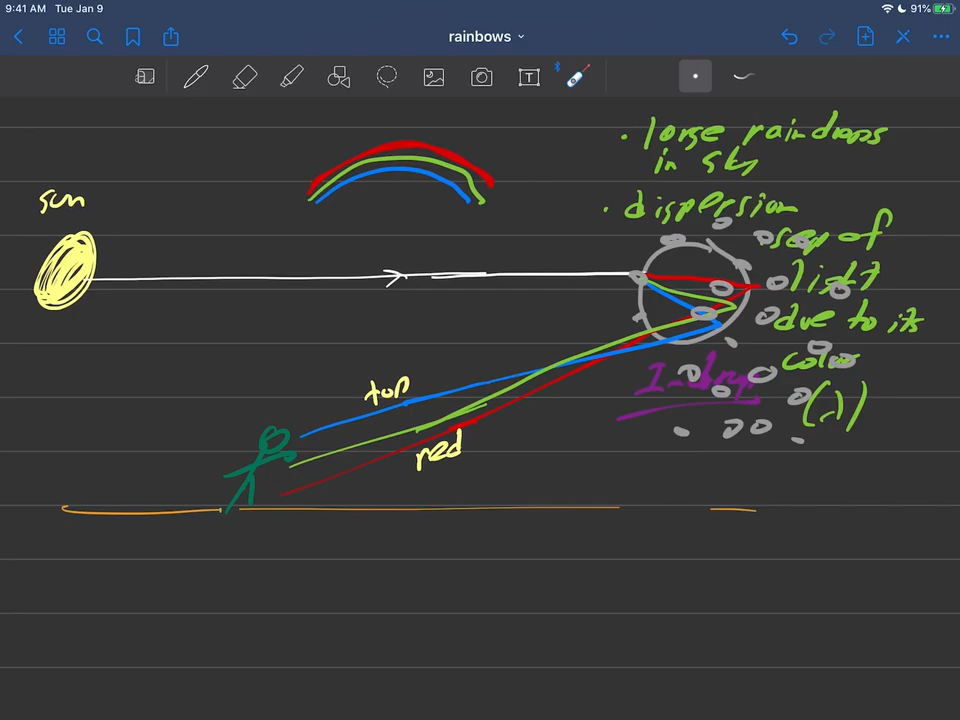 9:41 AM Tue Jan 9
91%
rainbows
T
. large raindrops
in sky
sun
. dispersion
sep of
light
due to its
color
(λ)
top
red